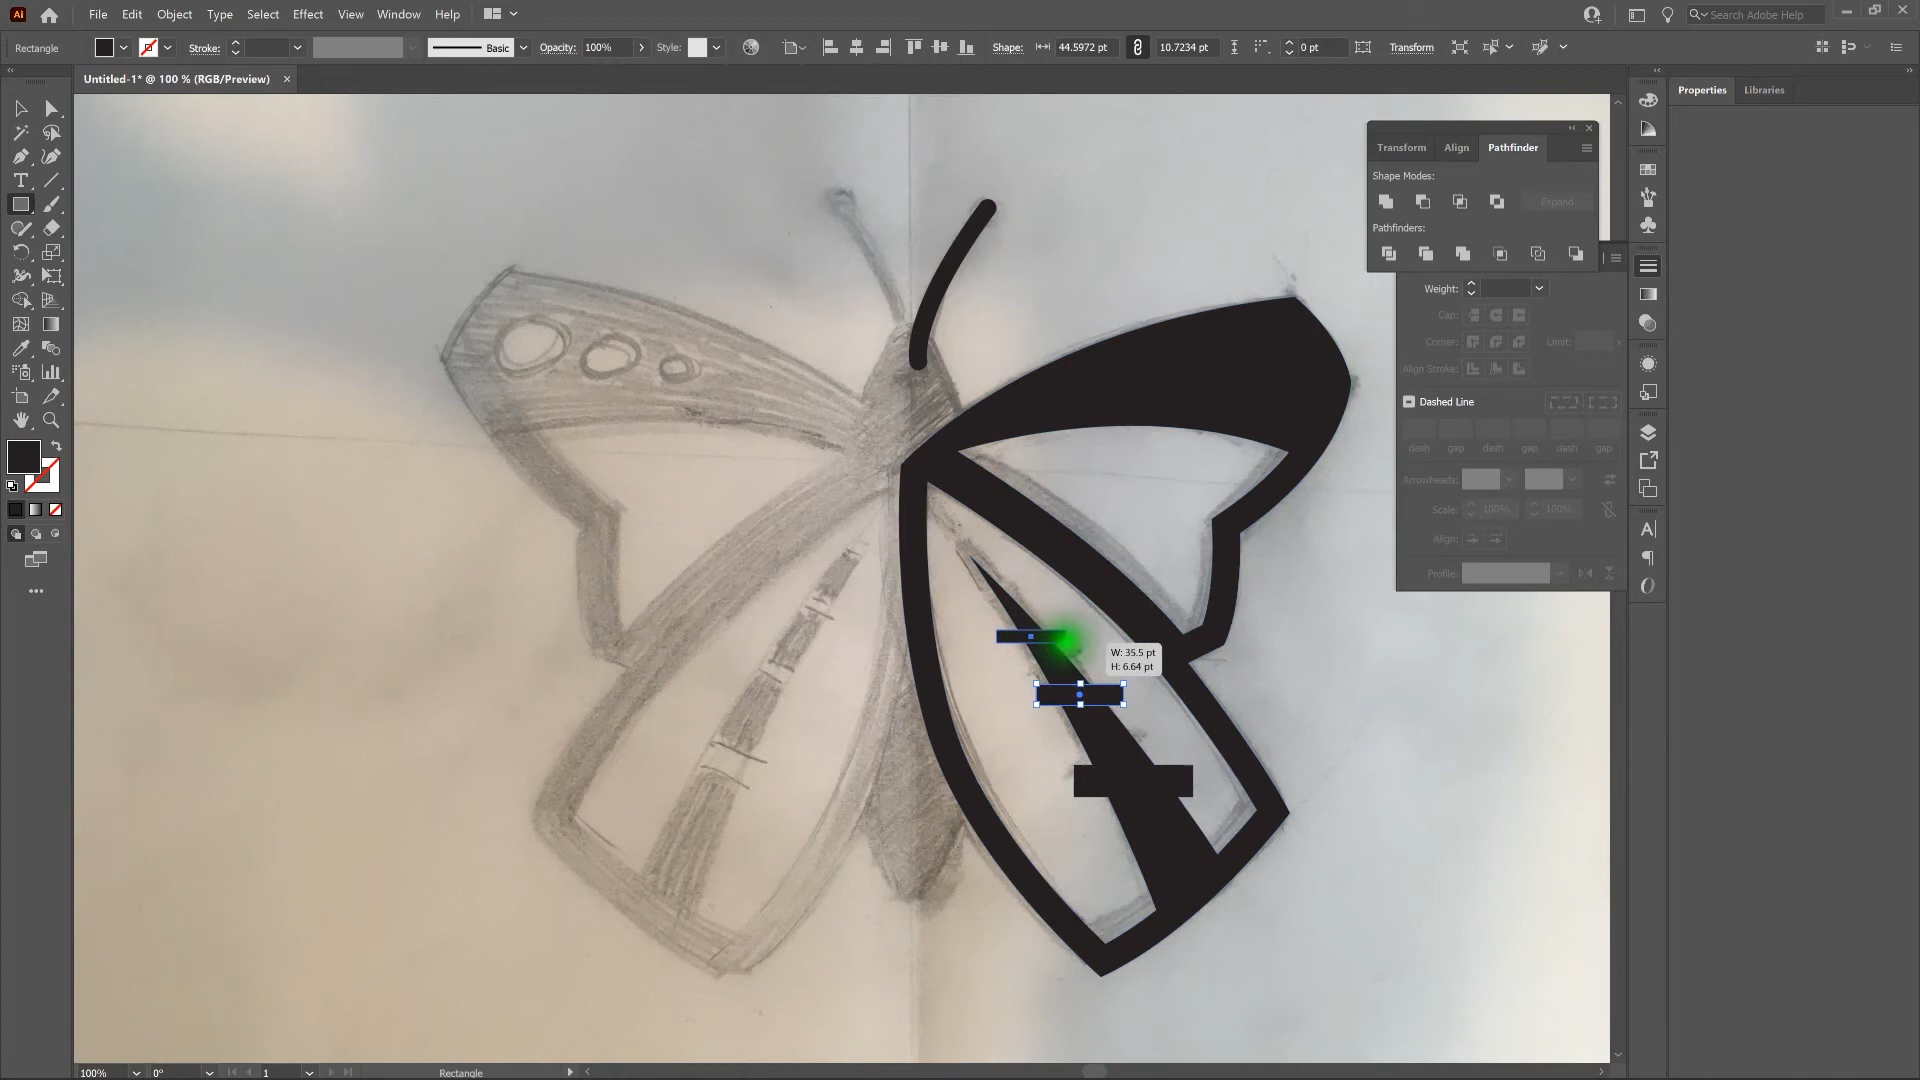 Ai File Edit Object Type Select Effect View Window Help Search Adobe Help
Rectangle Stroke: Basic Opacity: 100% Style: Shape: 44.5972 pt 10.7234 pt 0 pt Transform
Untitled-1* @ 100 % (RGB/Preview)
Properties Libraries
Transform Align Pathfinder
Shape Modes:
Expand
Pathfinders:
Weight:
Cap:
Corner: Limit: x
Align Stroke:
Dashed Line
dash gap dash gap dash gap
Arrowheads:
Scale: 100% 100%
Align:
Profile:
W: 35.5 pt
H: 6.64 pt
100% 0° 1 Rectangle